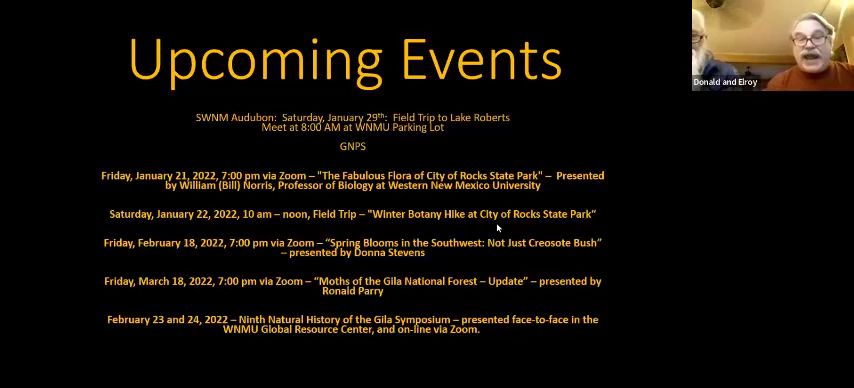 Upcoming Events
SWNM Audubon: Saturday, January 29th: Field Trip to Lake Roberts
Meet at 8:00 AM at WNMU Parking Lot
GNPS
Friday, January 21, 2022, 7:00 pm via Zoom – "The Fabulous Flora of City of Rocks State Park" – Presented
by William (Bill) Norris, Professor of Biology at Western New Mexico University
Saturday, January 22, 2022, 10 am – noon, Field Trip – "Winter Botany Hike at City of Rocks State Park”
Friday, February 18, 2022, 7:00 pm via Zoom – “Spring Blooms in the Southwest: Not Just Creosote Bush”
– presented by Donna Stevens
Friday, March 18, 2022, 7:00 pm via Zoom – “Moths of the Gila National Forest – Update” – presented by
Ronald Parry
February 23 and 24, 2022 – Ninth Natural History of the Gila Symposium – presented face-to-face in the
WNMU Global Resource Center, and on-line via Zoom.
Donald and Elroy